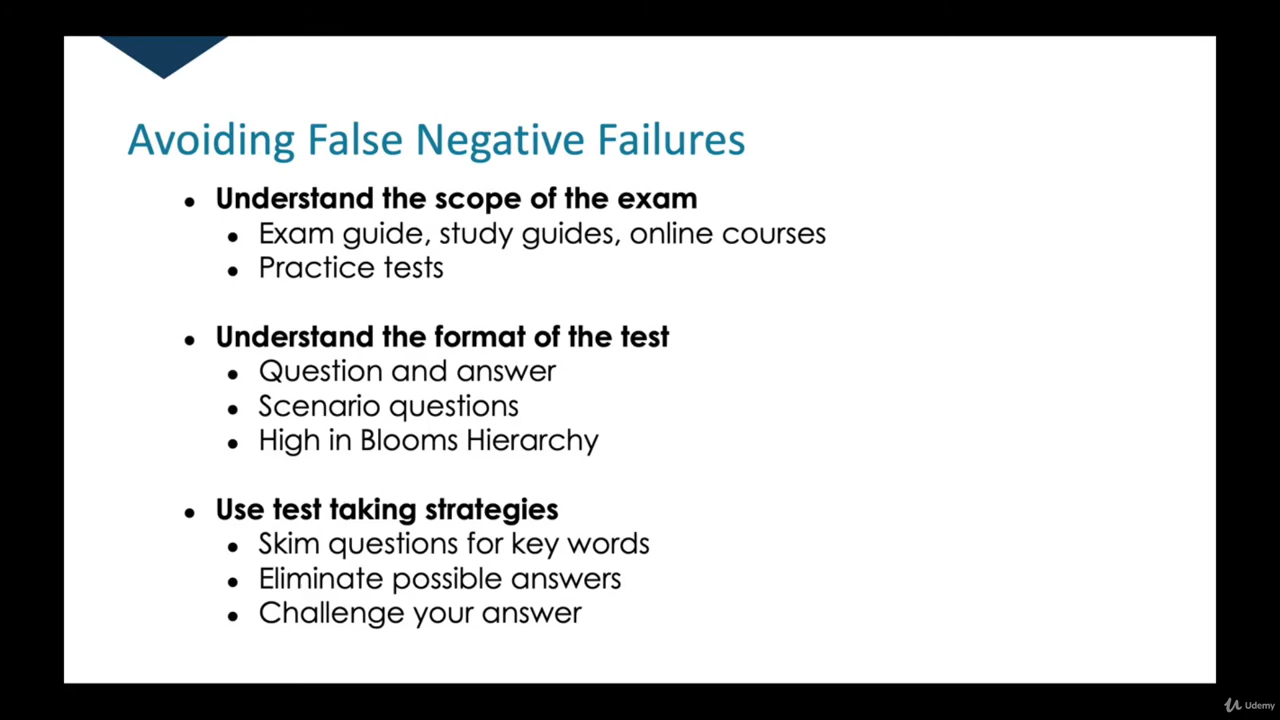 Avoiding False Negative Failures
• Understand the scope of the exam
• Exam guide, study guides, online courses
• Practice tests
• Understand the format of the test
• Question and answer
• Scenario questions
• High in Blooms Hierarchy
• Use test taking strategies
• Skim questions for key words
• Eliminate possible answers
• Challenge your answer
Udemy